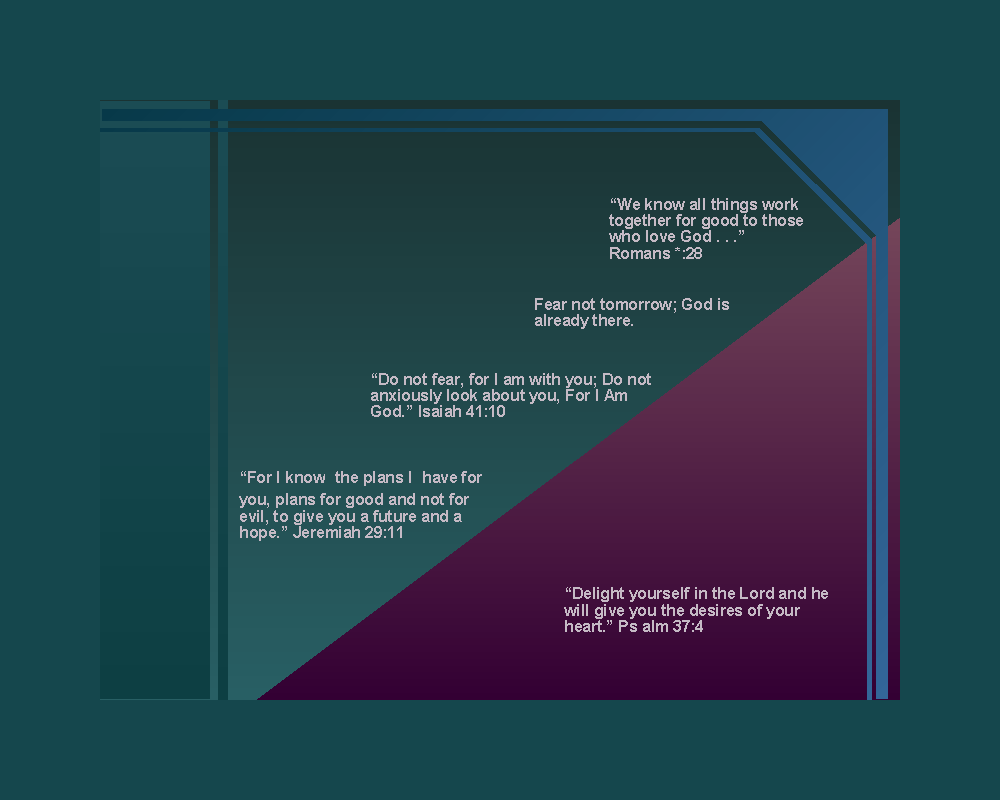 “We know all things work
together for good to those
who love God . . .”
Romans *:28
Fear not tomorrow; God is
already there.
“Do not fear, for I am with you; Do not
anxiously look about you, For I Am
God.” Isaiah 41:10
“For I know the plans I have for
you, plans for good and not for
evil, to give you a future and a
hope.” Jeremiah 29:11
“Delight yourself in the Lord and he
will give you the desires of your
heart.” Ps alm 37:4